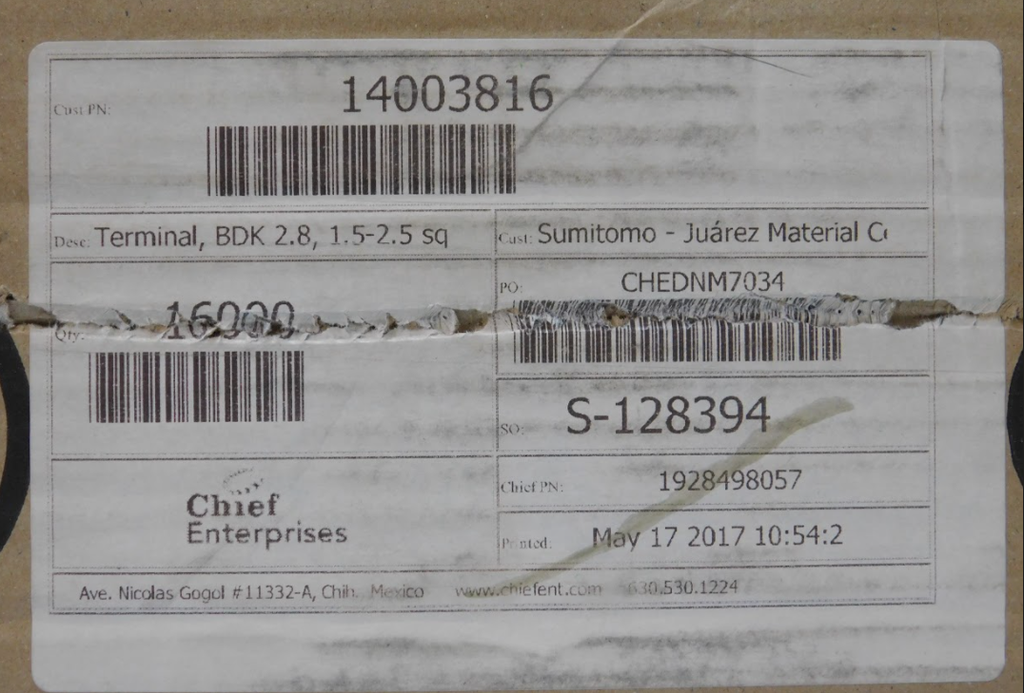 Cust PN: 14003816
Desc: Terminal, BDK 2.8, 1.5-2.5 sq
Cust: Sumitomo - Juárez Material C
PO: CHEDNM7034
Qty: 16000
SO: S-128394
Chief PN: 1928498057
Chief
Enterprises
Printed: May 17 2017 10:54:2
Ave. Nicolas Gogol #11332-A, Chih. Mexico www.chiefent.com 630.530.1224